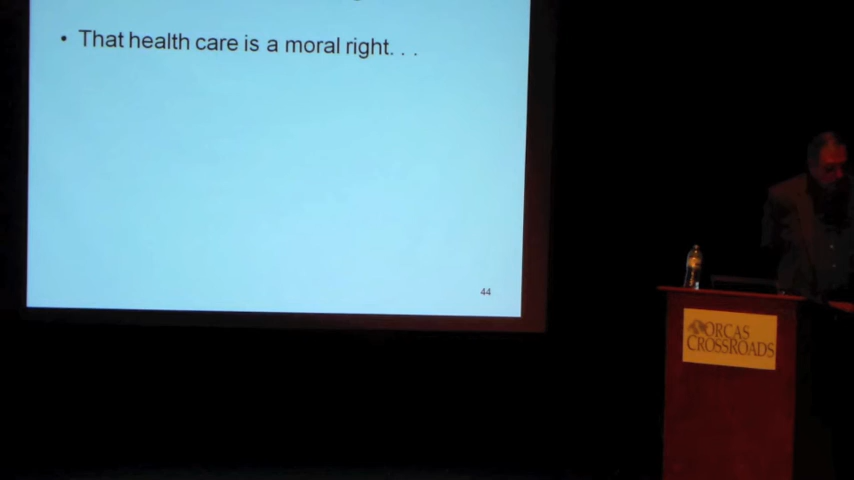 • That health care is a moral right. . .
44
ORCAS
CROSSROADS